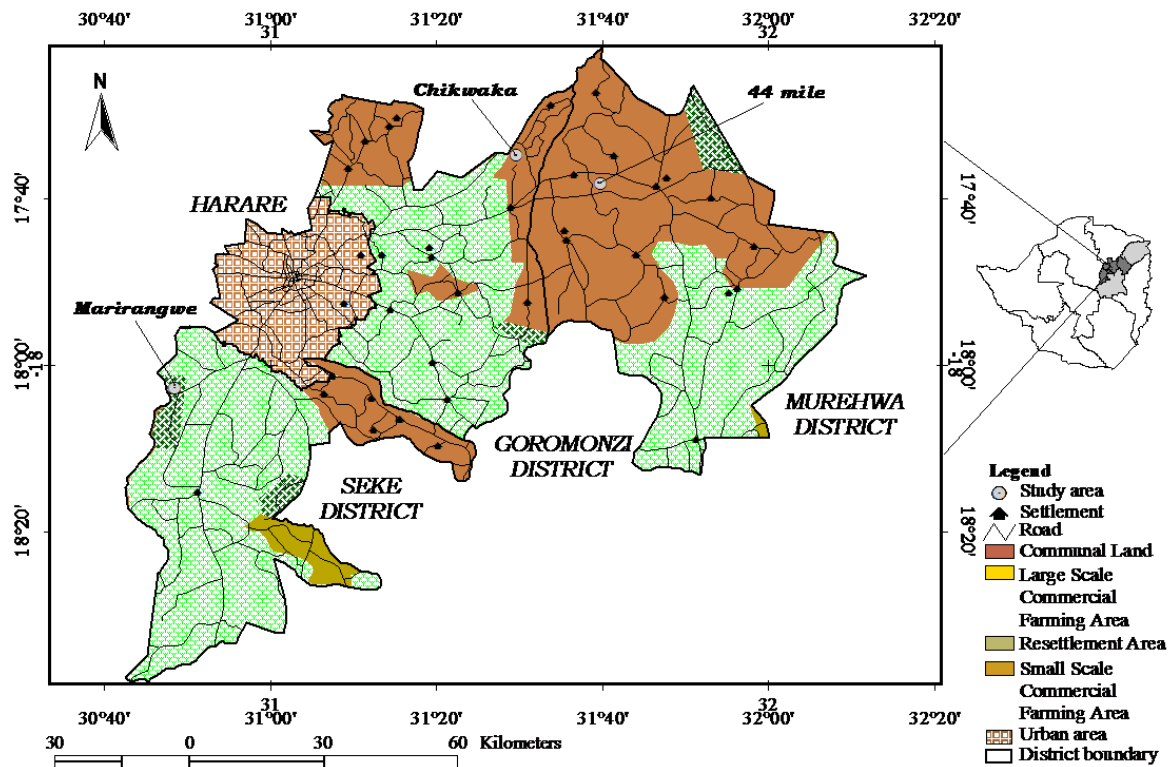 30°40' 31°00' 31°20' 31°40' 32°00' 32°20'
31 32
N
Chikwaka
44 mile
17°40'
17°40'
HARARE
Marirangwe
18°00'
-18
18°00'
-18
MUREHWA
DISTRICT
GOROMONZI
DISTRICT
SEKE
DISTRICT
18°20'
18°20'
Legend
Study area
Settlement
Road
Communal Land
Large Scale
Commercial
Farming Area
Resettlement Area
Small Scale
Commercial
Farming Area
Urban area
District boundary
31 32
30°40' 31°00' 31°20' 31°40' 32°00' 32°20'
30 0 30 60 Kilometers